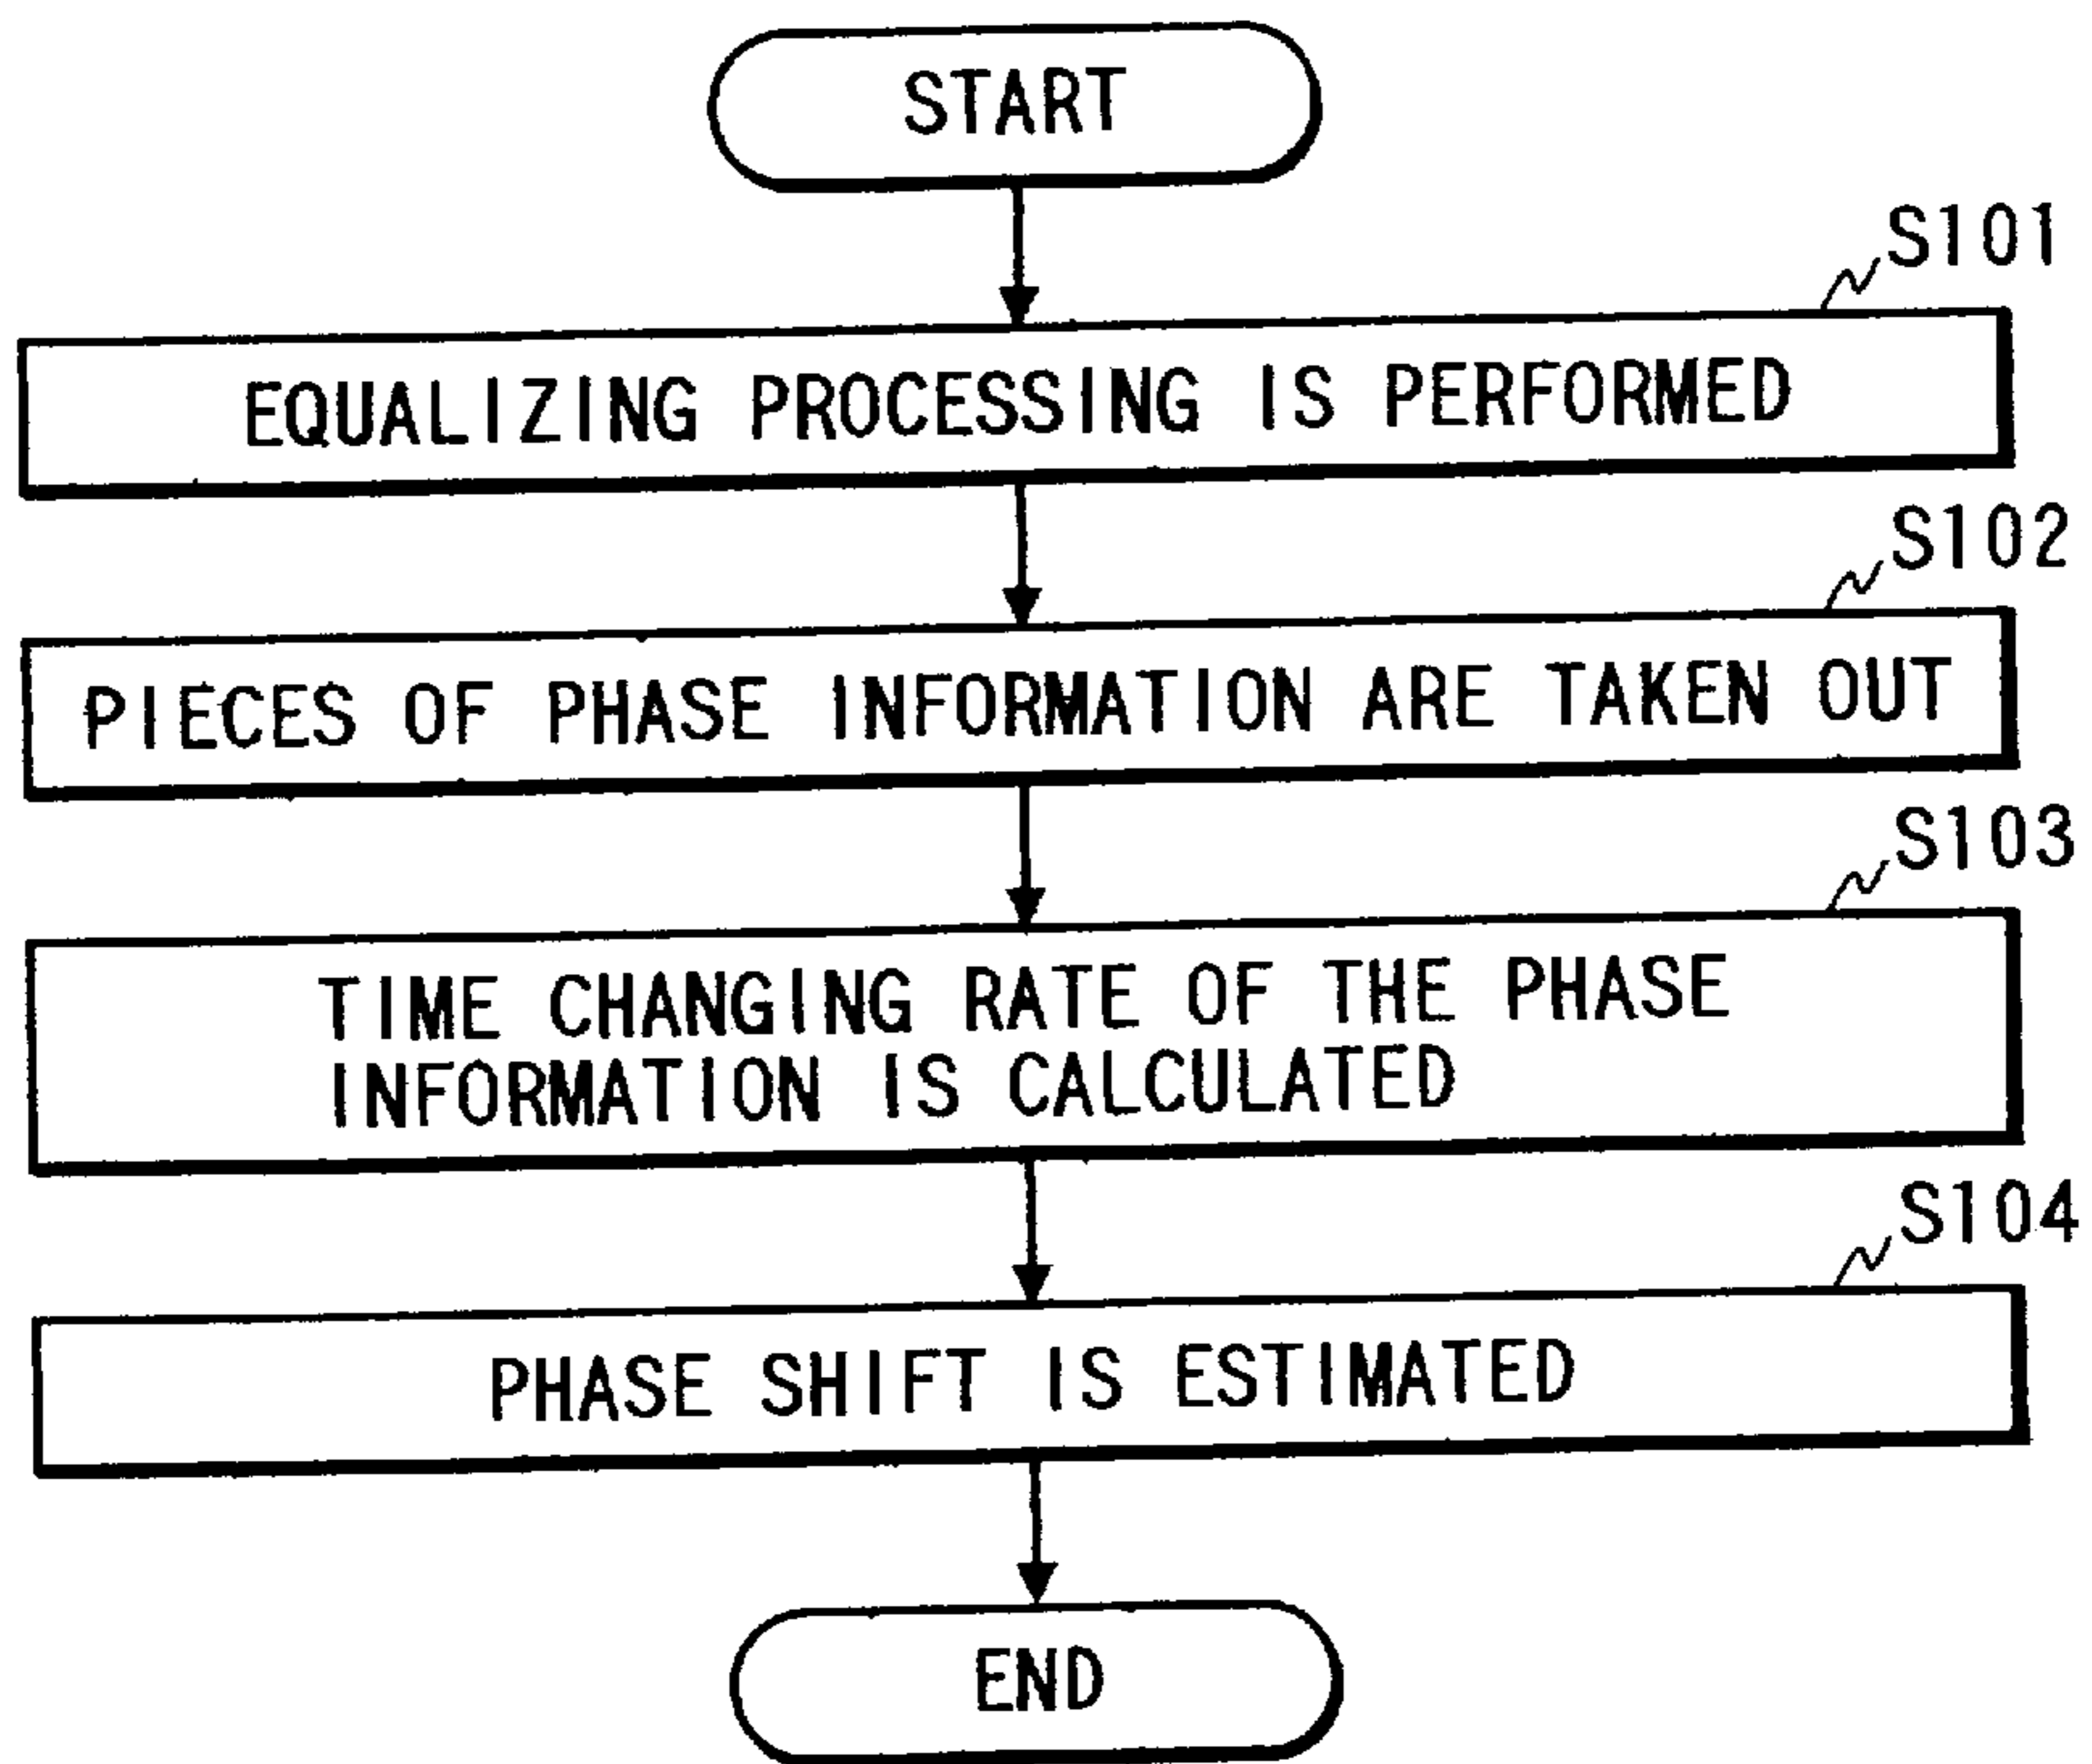 START
S101
EQUALIZING PROCESSING IS PERFORMED
S102
PIECES OF PHASE INFORMATION ARE TAKEN OUT
S103
TIME CHANGING RATE OF THE PHASE
INFORMATION IS CALCULATED
S104
PHASE SHIFT IS ESTIMATED
END